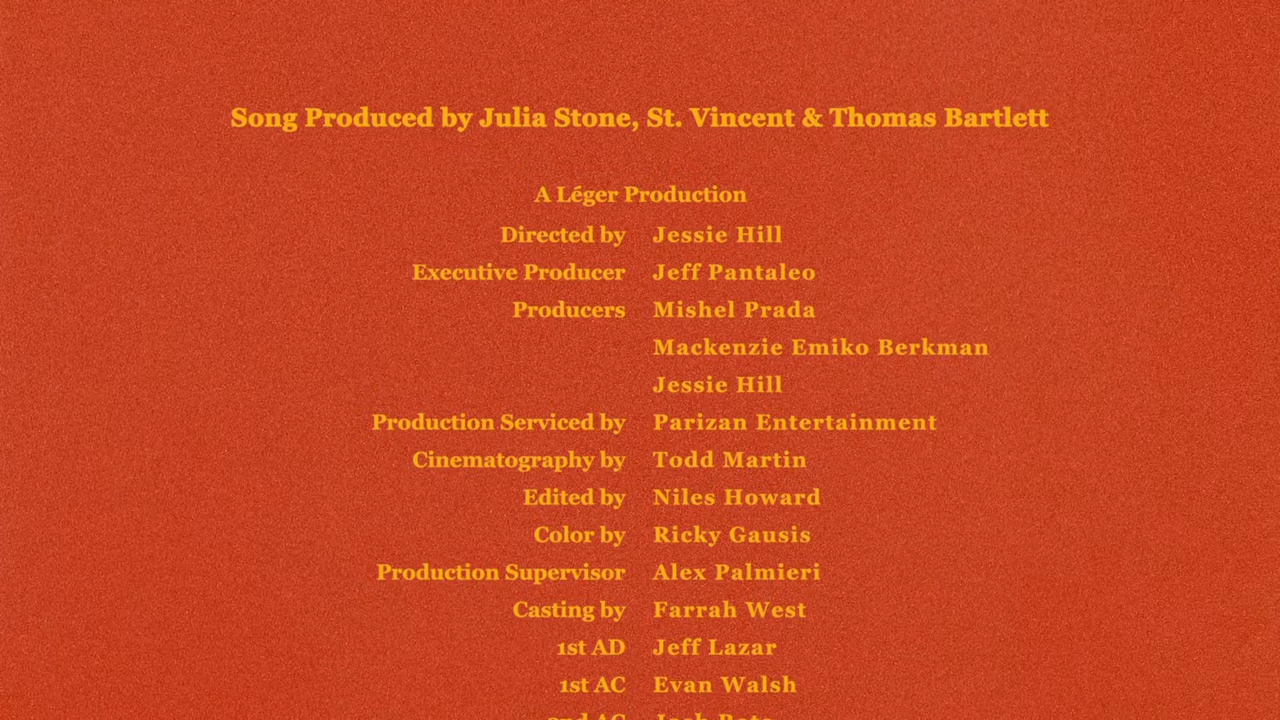 Song Produced by Julia Stone, St. Vincent & Thomas Bartlett
A Léger Production
Directed by Jessie Hill
Executive Producer Jeff Pantaleo
Producers Mishel Prada
Mackenzie Emiko Berkman
Jessie Hill
Production Serviced by Parizan Entertainment
Cinematography by Todd Martin
Edited by Niles Howard
Color by Ricky Gausis
Production Supervisor Alex Palmieri
Casting by Farrah West
1st AD Jeff Lazar
1st AC Evan Walsh